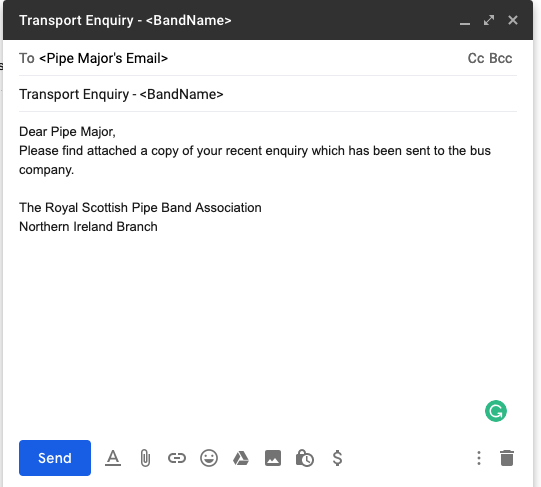 Transport Enquiry - <BandName>
To <Pipe Major's Email> Cc Bcc
Transport Enquiry - <BandName>
Dear Pipe Major,
Please find attached a copy of your recent enquiry which has been sent to the bus
company.
The Royal Scottish Pipe Band Association
Northern Ireland Branch
Send